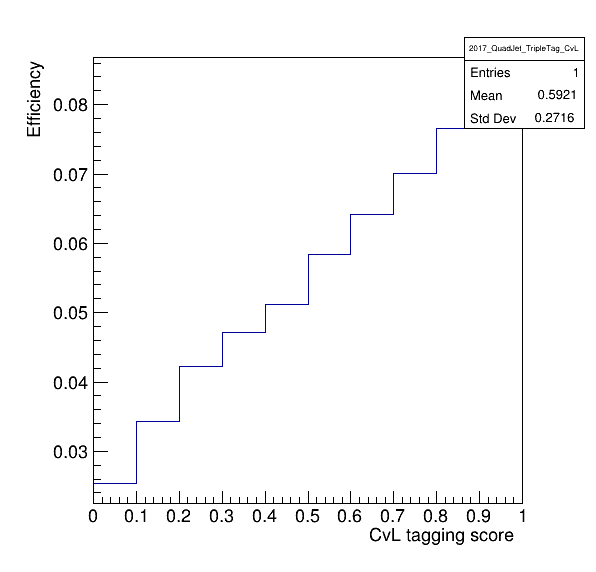 2017_QuadJet_TripleTag_CvL
Entries 1
Mean 0.5921
Std Dev 0.2716
Efficiency
0.08
0.07
0.06
0.05
0.04
0.03
0 0.1 0.2 0.3 0.4 0.5 0.6 0.7 0.8 0.9 1
CvL tagging score